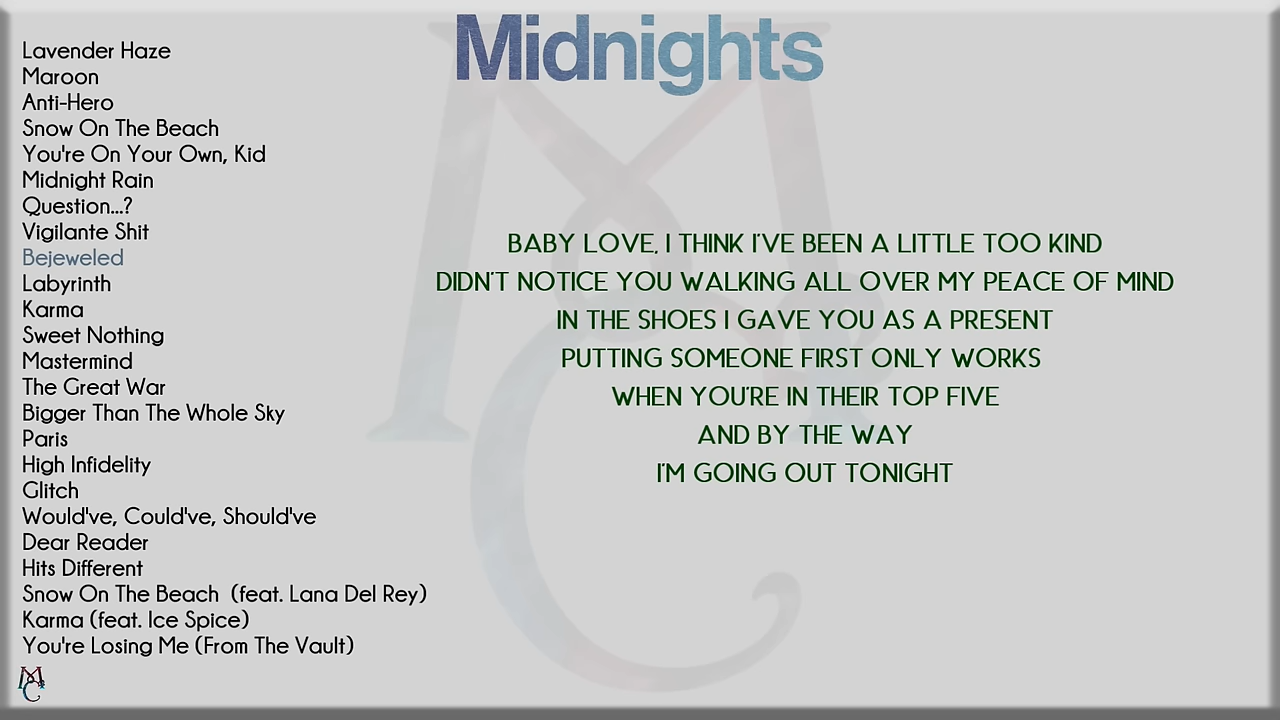 Midnights
Lavender Haze
Maroon
Anti-Hero
Snow On The Beach
You're On Your Own, Kid
Midnight Rain
Question...?
Vigilante Shit
Bejeweled
Labyrinth
Karma
Sweet Nothing
Mastermind
The Great War
Bigger Than The Whole Sky
Paris
High Infidelity
Glitch
Would've, Could've, Should've
Dear Reader
Hits Different
Snow On The Beach (feat. Lana Del Rey)
Karma (feat. Ice Spice)
You're Losing Me (From The Vault)
BABY LOVE, I THINK I'VE BEEN A LITTLE TOO KIND
DIDN'T NOTICE YOU WALKING ALL OVER MY PEACE OF MIND
IN THE SHOES I GAVE YOU AS A PRESENT
PUTTING SOMEONE FIRST ONLY WORKS
WHEN YOU'RE IN THEIR TOP FIVE
AND BY THE WAY
I'M GOING OUT TONIGHT